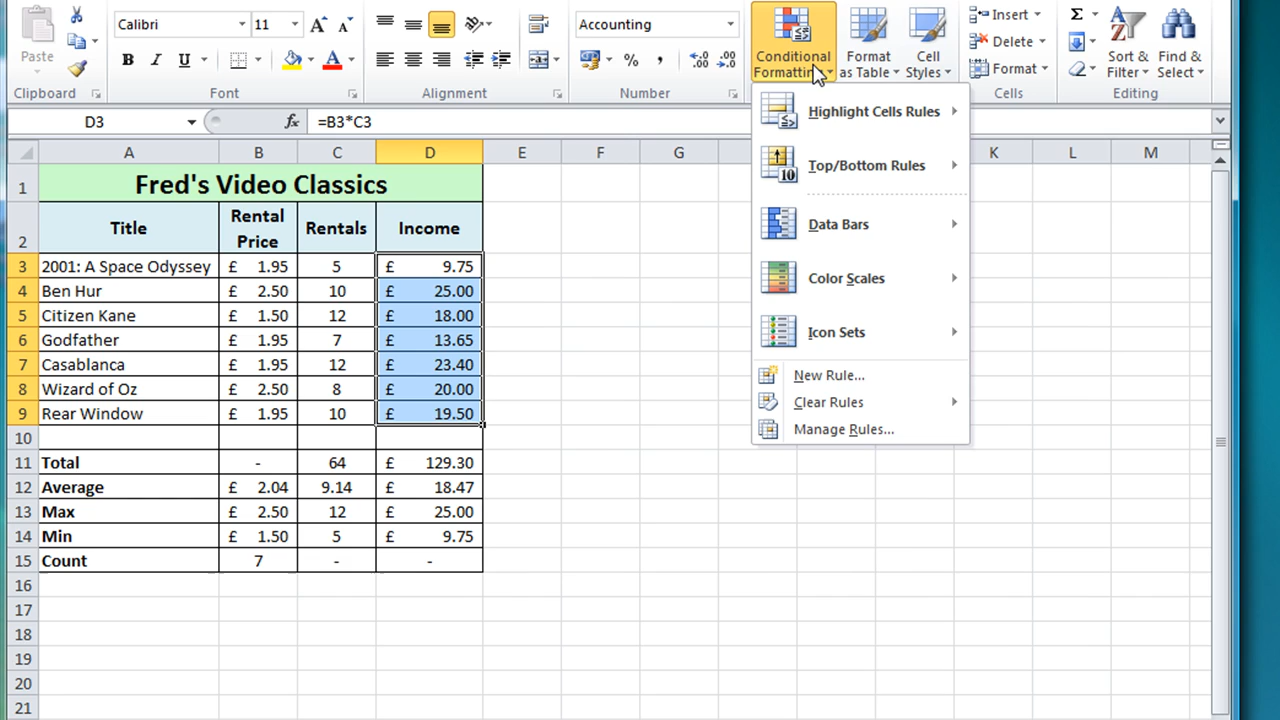 Calibri 11 Accounting
Paste B I U A % , Conditional Formatting Format as Table Cell Styles Insert Delete Format Σ Sort & Filter Find & Select
Clipboard Font Alignment Number Cells Editing
D3 fx =B3*C3
A B C D E F G K L M
1 Fred's Video Classics
2 Title Rental Price Rentals Income
3 2001: A Space Odyssey £ 1.95 5 £ 9.75
4 Ben Hur £ 2.50 10 £ 25.00
5 Citizen Kane £ 1.50 12 £ 18.00
6 Godfather £ 1.95 7 £ 13.65
7 Casablanca £ 1.95 12 £ 23.40
8 Wizard of Oz £ 2.50 8 £ 20.00
9 Rear Window £ 1.95 10 £ 19.50
10
11 Total - 64 £ 129.30
12 Average £ 2.04 9.14 £ 18.47
13 Max £ 2.50 12 £ 25.00
14 Min £ 1.50 5 £ 9.75
15 Count 7 - -
16
17
18
19
20
21
Highlight Cells Rules
Top/Bottom Rules
Data Bars
Color Scales
Icon Sets
New Rule...
Clear Rules
Manage Rules...